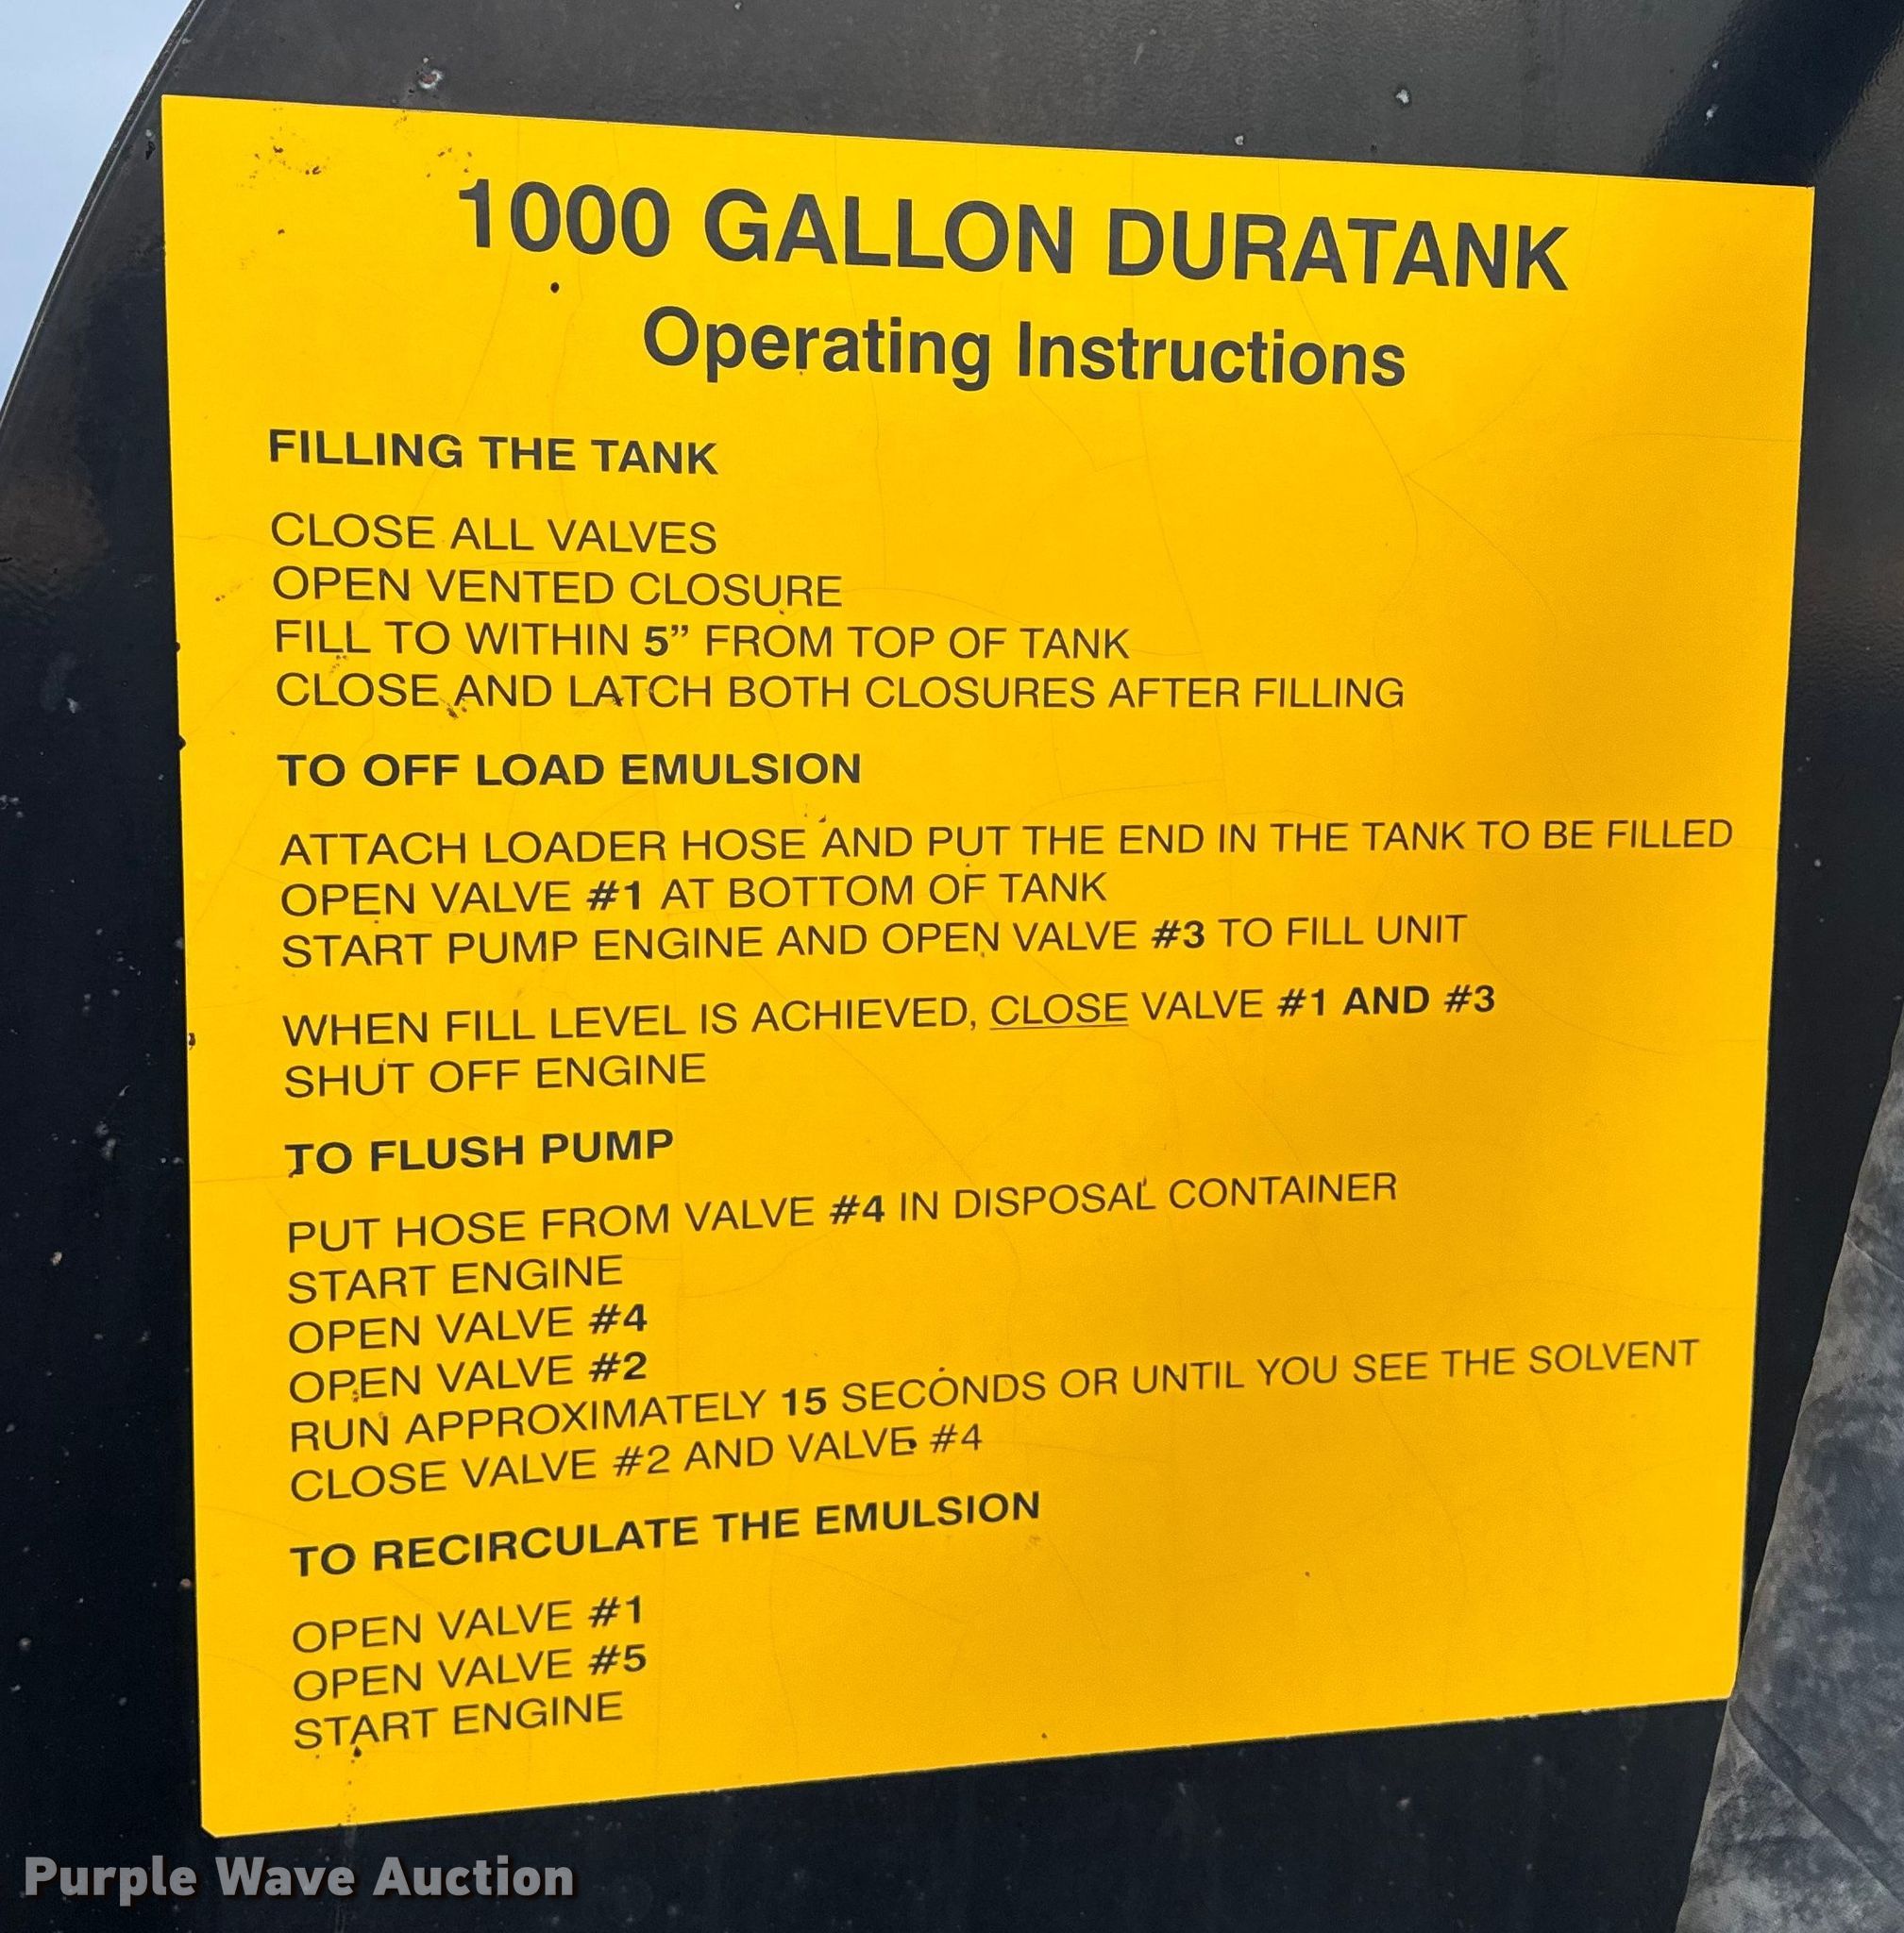 1000 GALLON DURATANK
Operating Instructions
FILLING THE TANK
CLOSE ALL VALVES
OPEN VENTED CLOSURE
FILL TO WITHIN 5” FROM TOP OF TANK
CLOSE AND LATCH BOTH CLOSURES AFTER FILLING
TO OFF LOAD EMULSION
ATTACH LOADER HOSE AND PUT THE END IN THE TANK TO BE FILLED
OPEN VALVE #1 AT BOTTOM OF TANK
START PUMP ENGINE AND OPEN VALVE #3 TO FILL UNIT
WHEN FILL LEVEL IS ACHIEVED, CLOSE VALVE #1 AND #3
SHUT OFF ENGINE
TO FLUSH PUMP
PUT HOSE FROM VALVE #4 IN DISPOSAL CONTAINER
START ENGINE
OPEN VALVE #4
OPEN VALVE #2
RUN APPROXIMATELY 15 SECONDS OR UNTIL YOU SEE THE SOLVENT
CLOSE VALVE #2 AND VALVE #4
TO RECIRCULATE THE EMULSION
OPEN VALVE #1
OPEN VALVE #5
START ENGINE
Purple Wave Auction